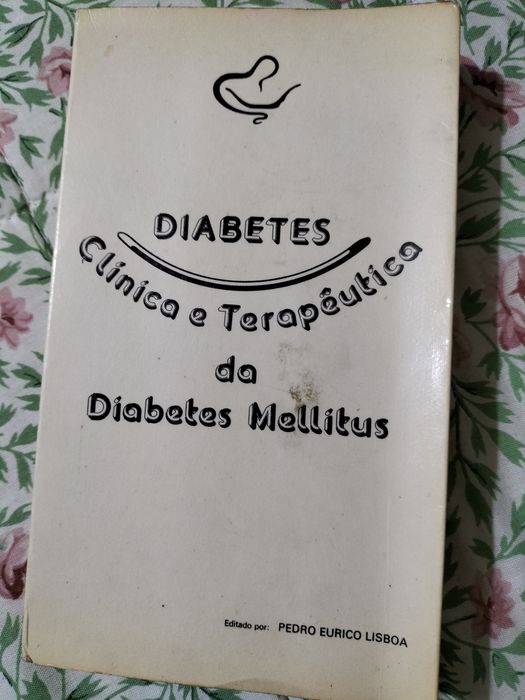 DIABETES
Clínica e Terapêutica
da
Diabetes Mellitus
Editado por: PEDRO EURICO LISBOA